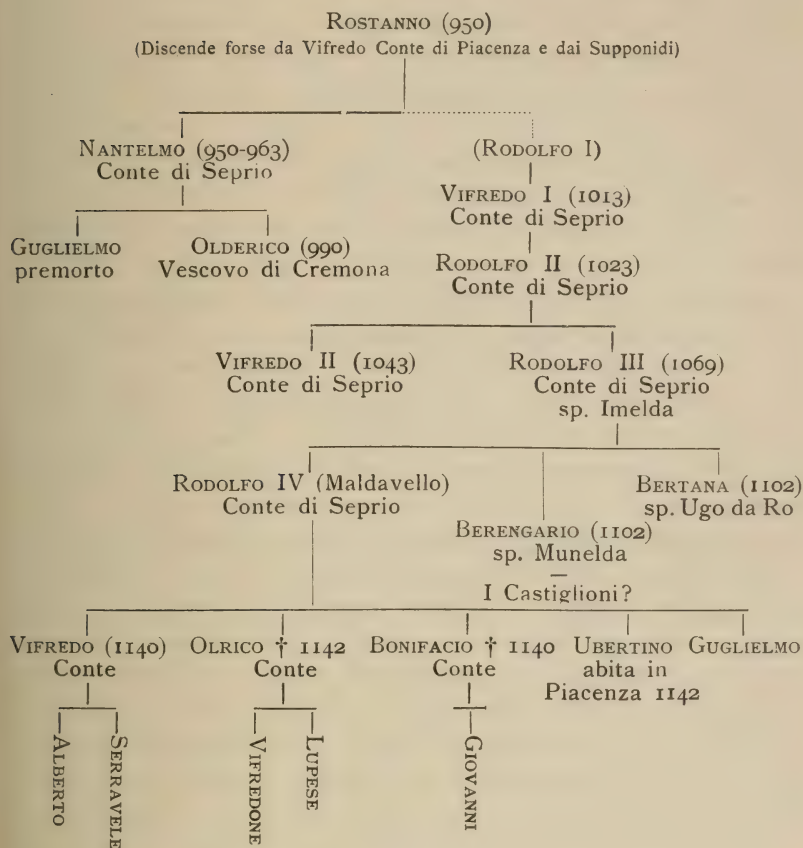 ROSTANNO (950)
(Discende forse da Vifredo Conte di Piacenza e dai Supponidi)
NANTELMO (950-963)
Conte di Seprio
(RODOLFO I)
VIFREDO I (1013)
Conte di Seprio
GUGLIELMO
premorto
OLDERICO (990)
Vescovo di Cremona
RODOLFO II (1023)
Conte di Seprio
VIFREDO II (1043)
Conte di Seprio
RODOLFO III (1069)
Conte di Seprio
sp. Imelda
RODOLFO IV (Maldavello)
Conte di Seprio
BERENGARIO (1102)
sp. Munelda
BERTANA (1102)
sp. Ugo da Ro
I Castiglioni?
VIFREDO (1140)
Conte
OLRICO † 1142
Conte
BONIFACIO † 1140
Conte
UBERTINO
abita in
Piacenza 1142
GUGLIELMO
ALBERTO
SERRAVELE
VIFREDONE
LUPESE
GIOVANNI